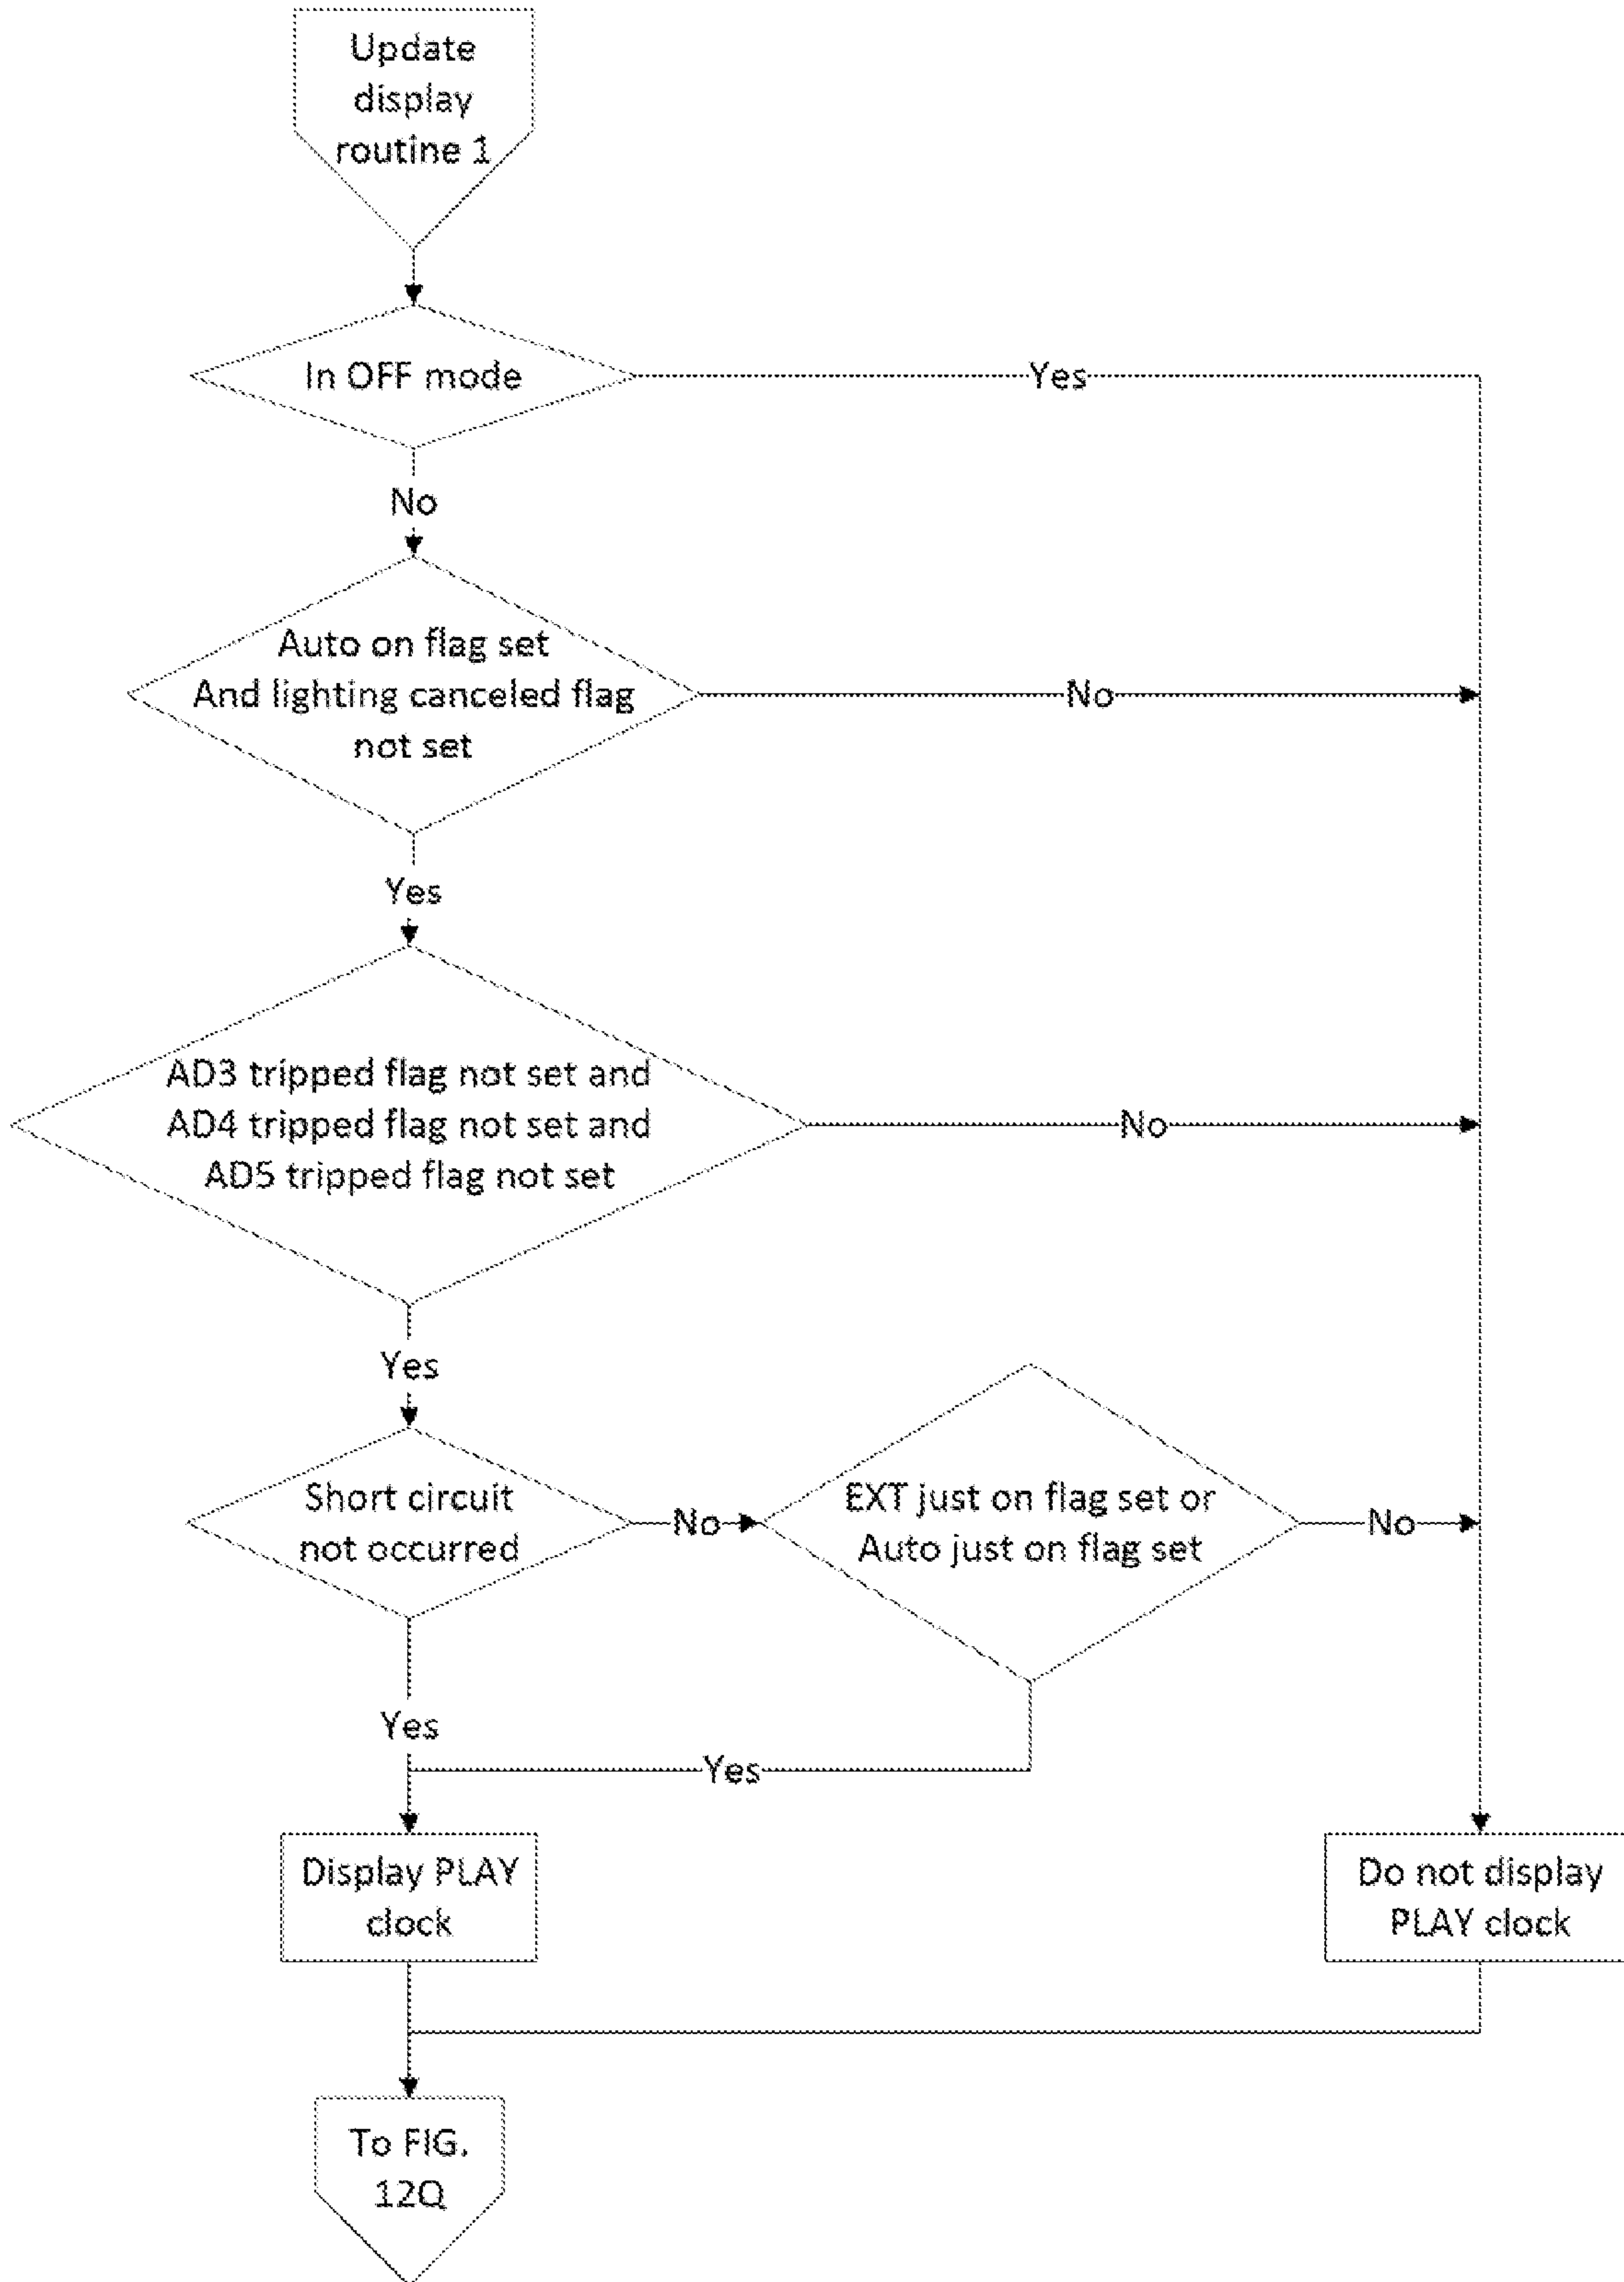 Update
display
routine 1
In OFF mode
Yes
No
Auto on flag set
And lighting canceled flag
not set
No
Yes
AD3 tripped flag not set and
AD4 tripped flag not set and
AD5 tripped flag not set
No
Yes
Short circuit
not occurred
No
EXT just on flag set or
Auto just on flag set
No
Yes
Yes
Display PLAY
clock
Do not display
PLAY clock
To FIG.
12Q